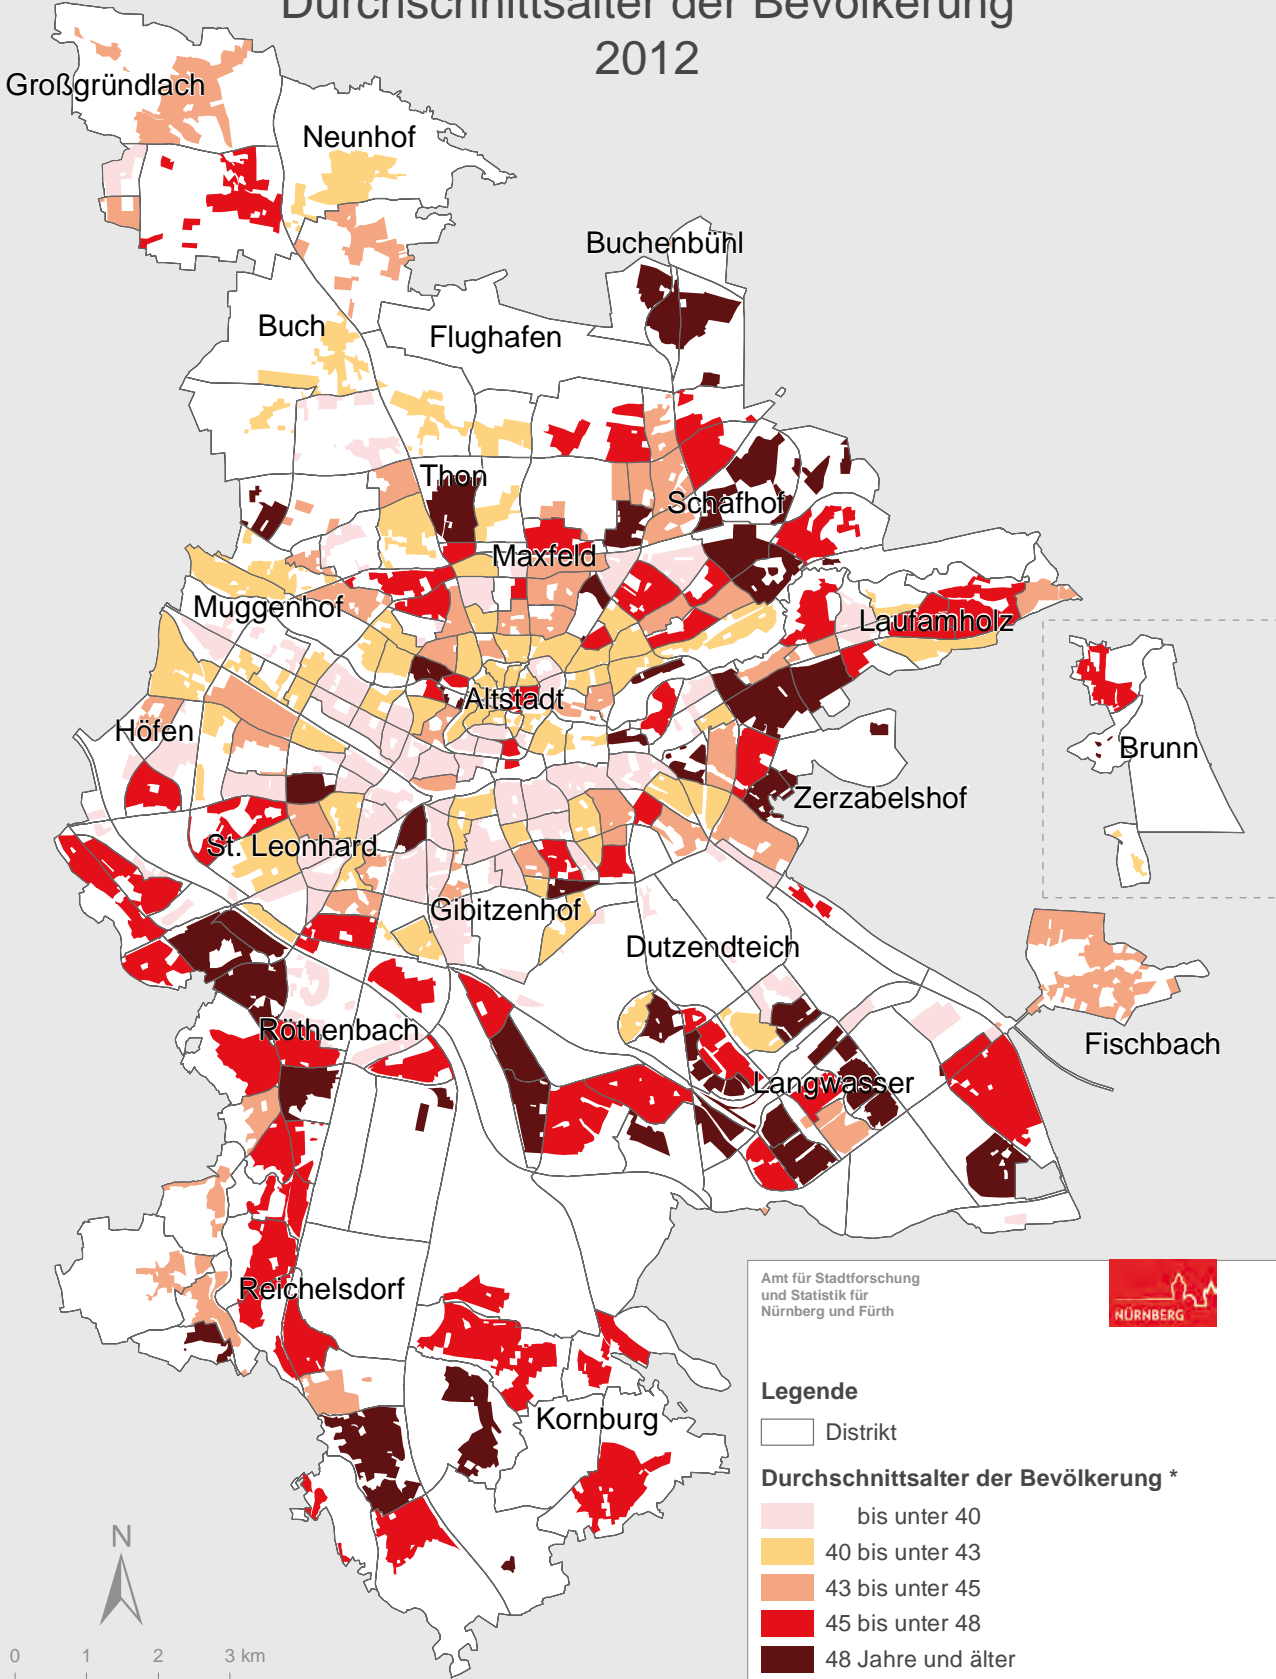 Durchschnittsalter der Bevölkerung
2012
Großgründlach
Neunhof
Buchenbühl
Buch
Flughafen
Thon
Schafhof
Maxfeld
Muggenhof
Laufamholz
Altstadt
Höfen
Brunn
Zerzabelshof
St. Leonhard
Gibitzenhof
Dutzendteich
Röthenbach
Fischbach
Langwasser
Reichelsdorf
Kornburg
Amt für Stadtforschung
und Statistik für
Nürnberg und Fürth
NÜRNBERG
Legende
Distrikt
Durchschnittsalter der Bevölkerung *
bis unter 40
40 bis unter 43
43 bis unter 45
45 bis unter 48
48 Jahre und älter
N
0 1 2 3 km